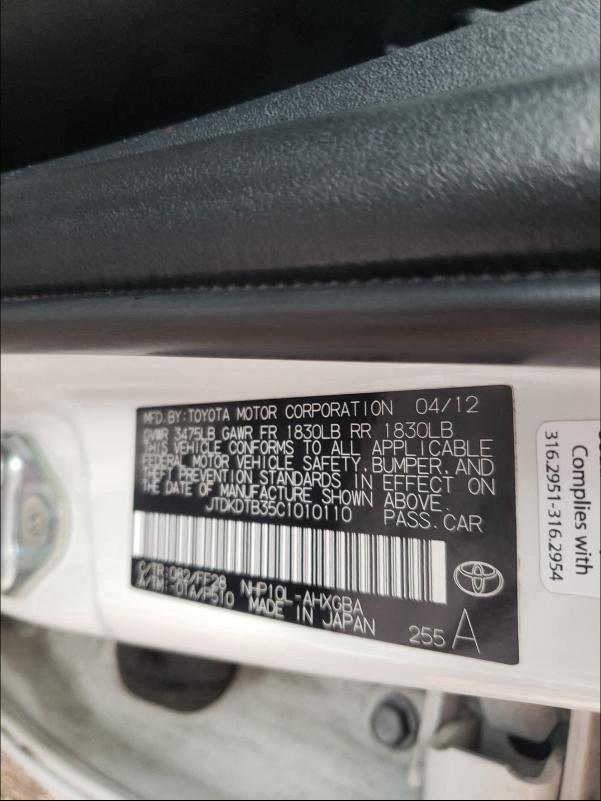 MFD.BY:TOYOTA MOTOR CORPORATION 04/12
GVWR 3475LB GAWR FR 1830LB RR 1830LB
THIS VEHICLE CONFORMS TO ALL APPLICABLE
FEDERAL MOTOR VEHICLE SAFETY,BUMPER,AND
THEFT PREVENTION STANDARDS IN EFFECT ON
THE DATE OF MANUFACTURE SHOWN ABOVE.
JTDKDTB35C1010110 PASS.CAR
C/TR:082/FF28 NHP10L-AHXGBA
A/TM:-01A/P510 MADE IN JAPAN
255 A
Complies with
316.2951-316.2954